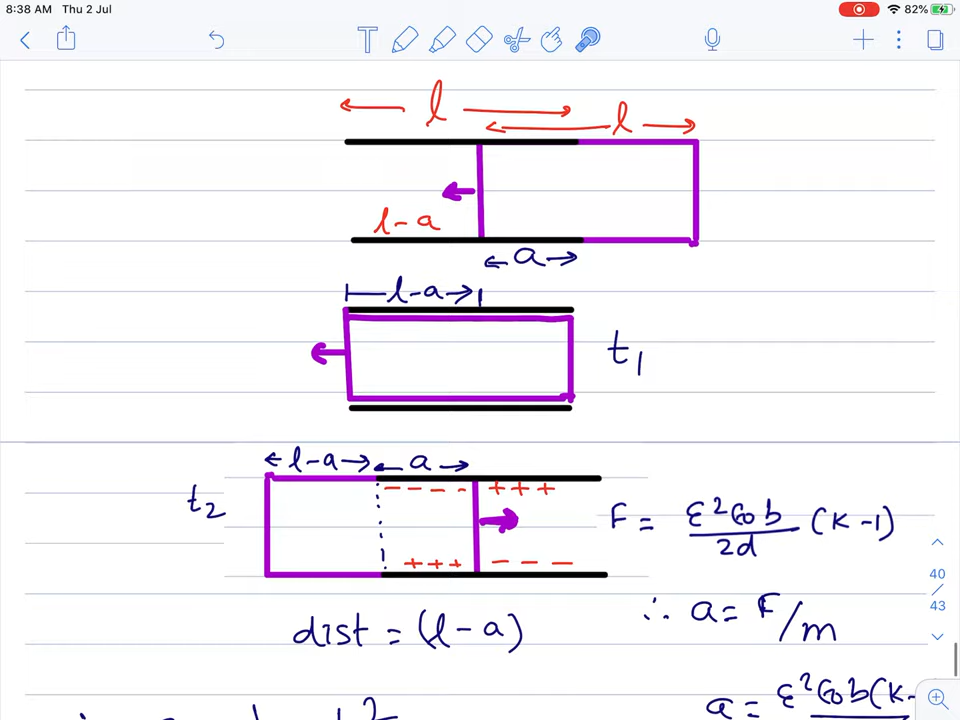 8:38 AM Thu 2 Jul
82%
l
l
l-a
a
l-a
t1
l-a
a
t2
- - - -
+ + +
+ + +
- - -
F = ε²ε0b/2d (K-1)
dist = (l-a)
∴ a = F/m
40
/
43